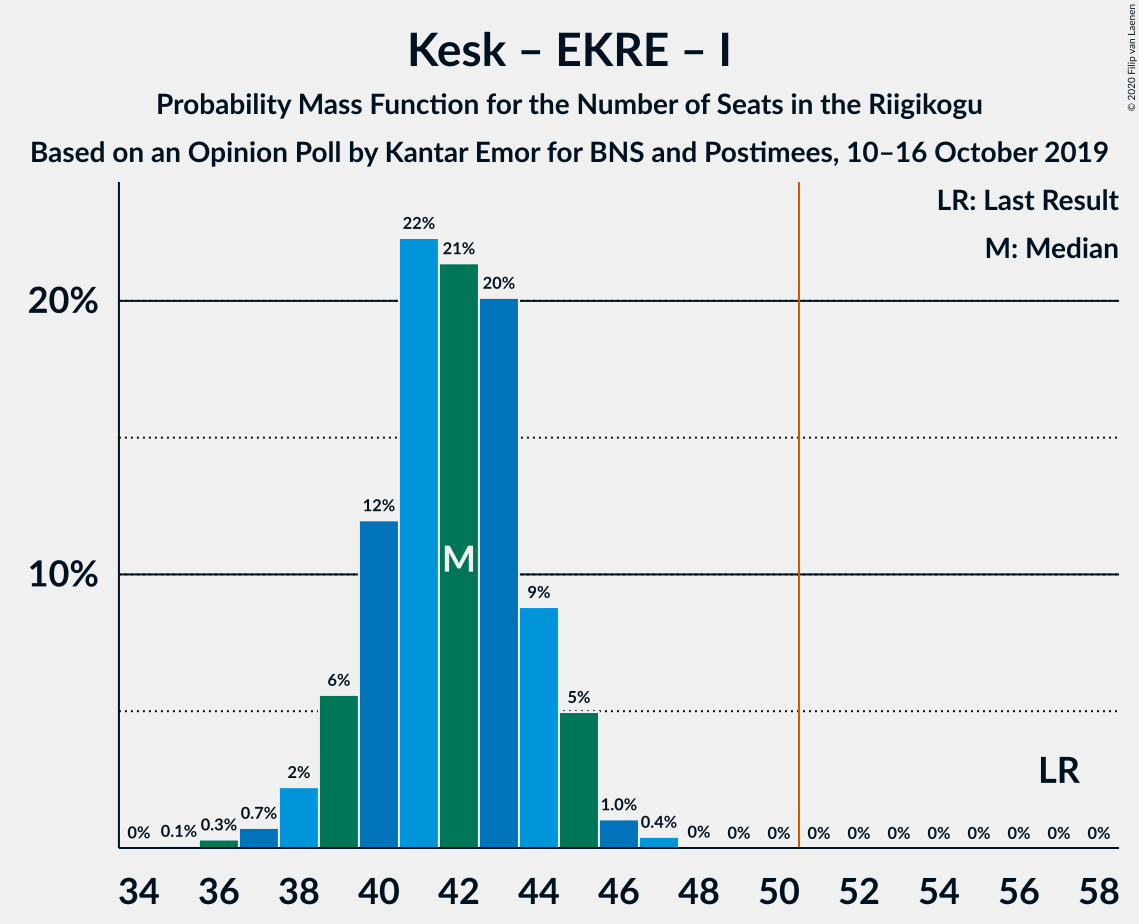 Kesk – EKRE – I
Probability Mass Function for the Number of Seats in the Riigikogu
Based on an Opinion Poll by Kantar Emor for BNS and Postimees, 10–16 October 2019
© 2020 Filip van Laenen
LR: Last Result
M: Median
22%
21%
20%
20%
12%
M
10%
9%
6%
5%
LR
2%
0% 0.1% 0.3% 0.7% 1.0% 0.4% 0% 0% 0% 0% 0% 0% 0% 0% 0% 0% 0%
34 36 38 40 42 44 46 48 50 52 54 56 58